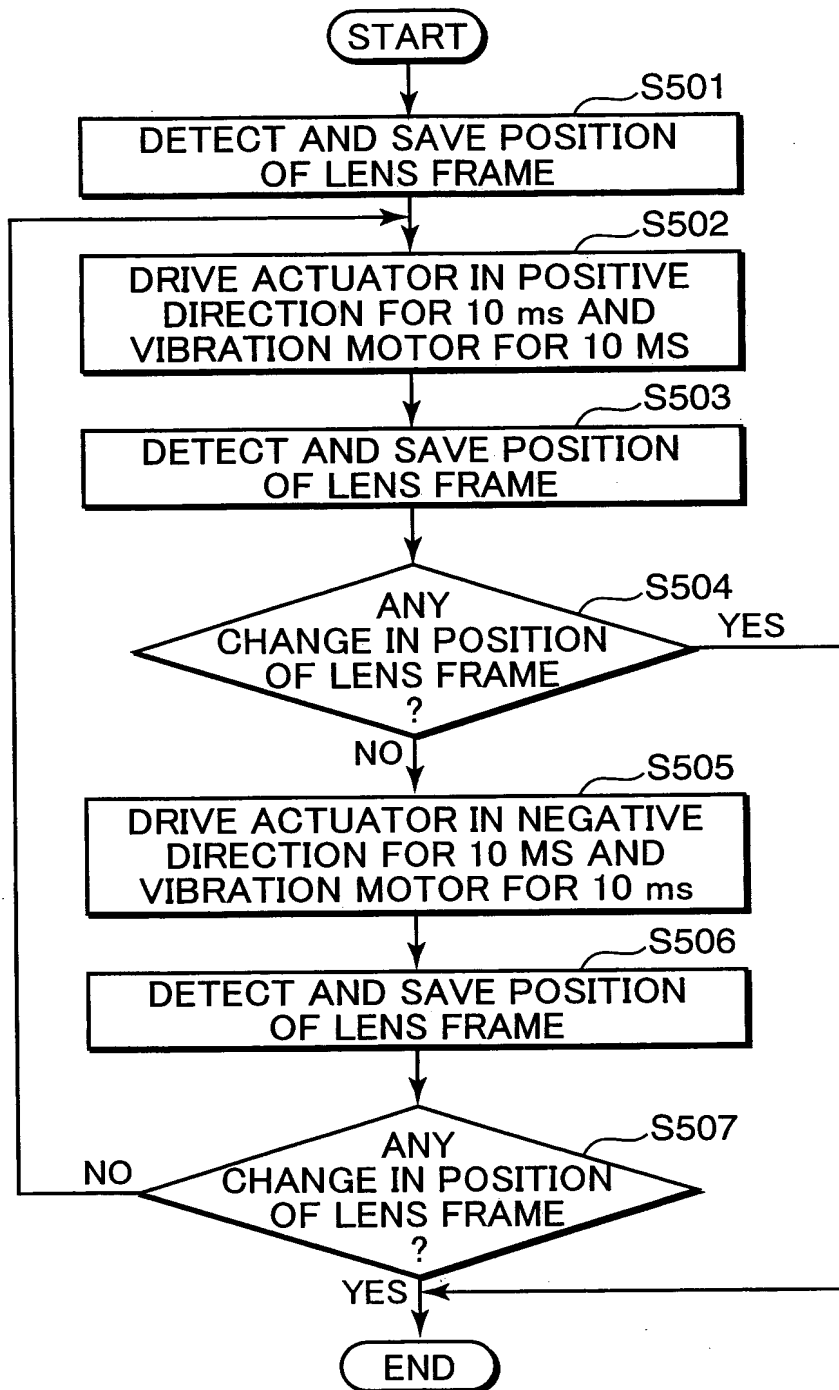 START
S501
DETECT AND SAVE POSITION
OF LENS FRAME
S502
DRIVE ACTUATOR IN POSITIVE
DIRECTION FOR 10 ms AND
VIBRATION MOTOR FOR 10 MS
S503
DETECT AND SAVE POSITION
OF LENS FRAME
S504
ANY
CHANGE IN POSITION
OF LENS FRAME
?
YES
NO
S505
DRIVE ACTUATOR IN NEGATIVE
DIRECTION FOR 10 MS AND
VIBRATION MOTOR FOR 10 ms
S506
DETECT AND SAVE POSITION
OF LENS FRAME
S507
ANY
CHANGE IN POSITION
OF LENS FRAME
?
NO
YES
END